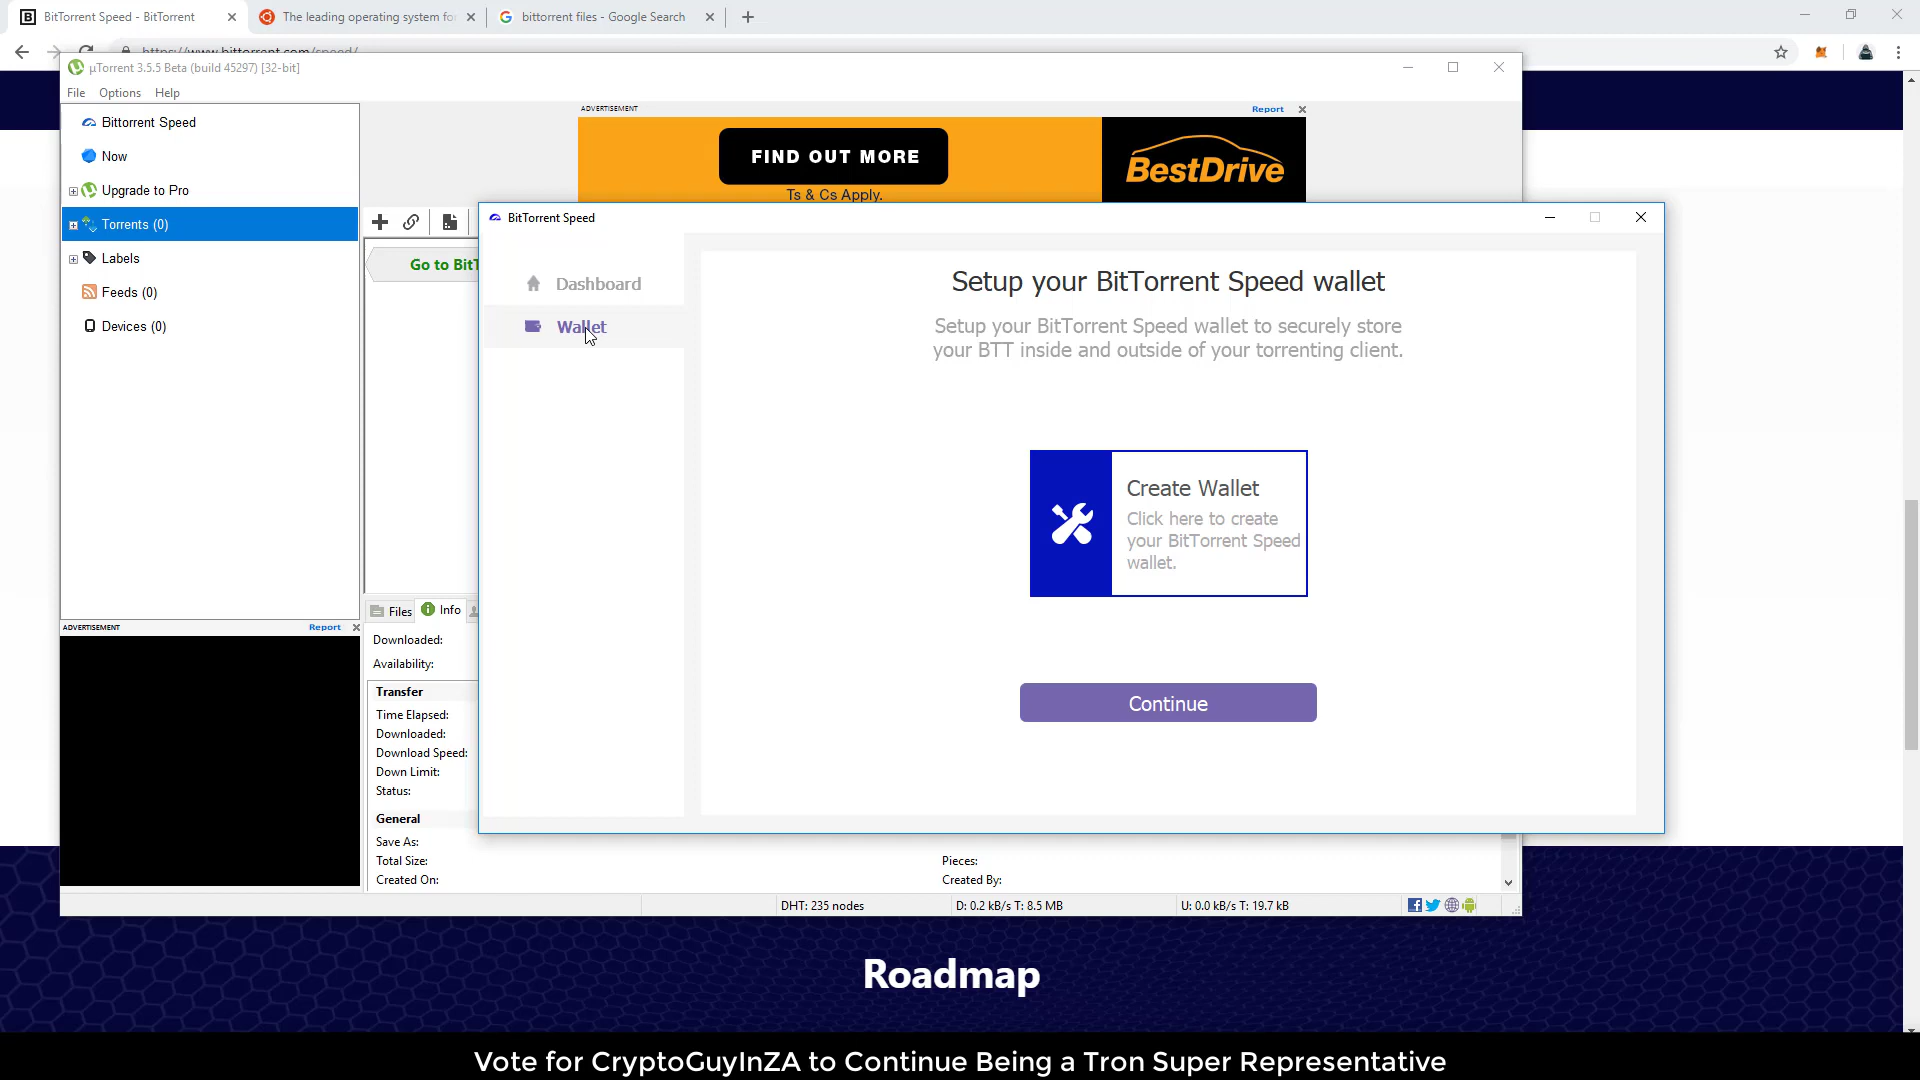 BitTorrent Speed - BitTorrent
The leading operating system for
bittorrent files - Google Search
https://www.bittorrent.com/speed/
µTorrent 3.5.5 Beta (build 45297) [32-bit]
File Options Help
Bittorrent Speed
Now
Upgrade to Pro
Torrents (0)
Labels
Feeds (0)
Devices (0)
ADVERTISEMENT
Report
FIND OUT MORE
Ts & Cs Apply.
BestDrive
Go to BitT
BitTorrent Speed
Dashboard
Wallet
Setup your BitTorrent Speed wallet
Setup your BitTorrent Speed wallet to securely store
your BTT inside and outside of your torrenting client.
Create Wallet
Click here to create
your BitTorrent Speed
wallet.
Continue
ADVERTISEMENT
Report
Files Info
Downloaded:
Availability:
Transfer
Time Elapsed:
Downloaded:
Download Speed:
Down Limit:
Status:
General
Save As:
Total Size:
Pieces:
Created On:
Created By:
DHT: 235 nodes
D: 0.2 kB/s T: 8.5 MB
U: 0.0 kB/s T: 19.7 kB
Roadmap
Vote for CryptoGuyInZA to Continue Being a Tron Super Representative